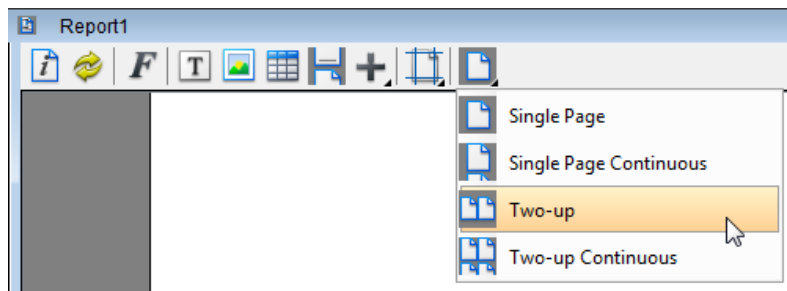 Report1
i F T
Single Page
Single Page Continuous
Two-up
Two-up Continuous